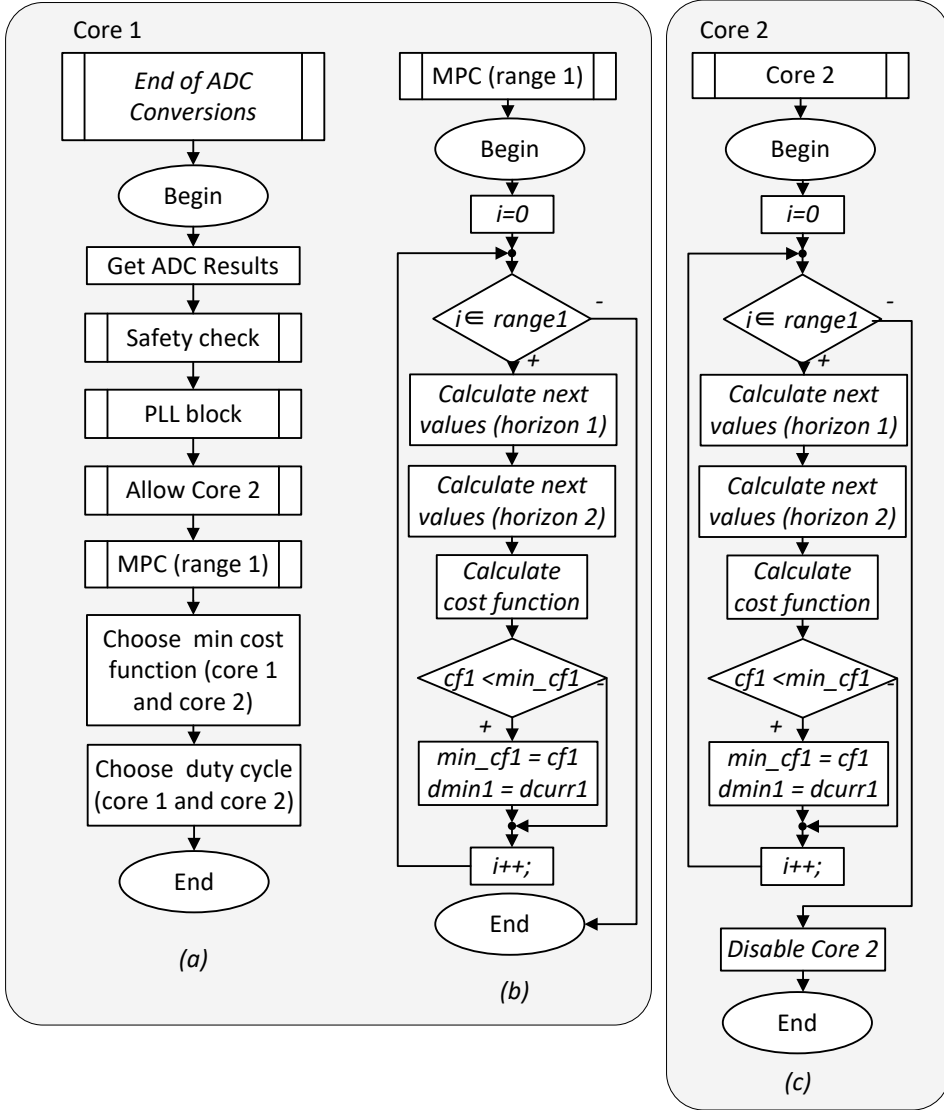 Core 1
End of ADC
Conversions
Begin
Get ADC Results
Safety check
PLL block
Allow Core 2
MPC (range 1)
Choose  min cost
function (core 1
and core 2)
Choose  duty cycle
(core 1 and core 2)
End
(a)
MPC (range 1)
Begin
i=0
i∈ range1
-
+
Calculate next
values (horizon 1)
Calculate next
values (horizon 2)
Calculate
cost function
cf1 <min_cf1
-
+
min_cf1 = cf1
dmin1 = dcurr1
i++;
End
(b)
Core 2
Core 2
Begin
i=0
i∈ range1
-
+
Calculate next
values (horizon 1)
Calculate next
values (horizon 2)
Calculate
cost function
cf1 <min_cf1
-
+
min_cf1 = cf1
dmin1 = dcurr1
i++;
Disable Core 2
End
(c)